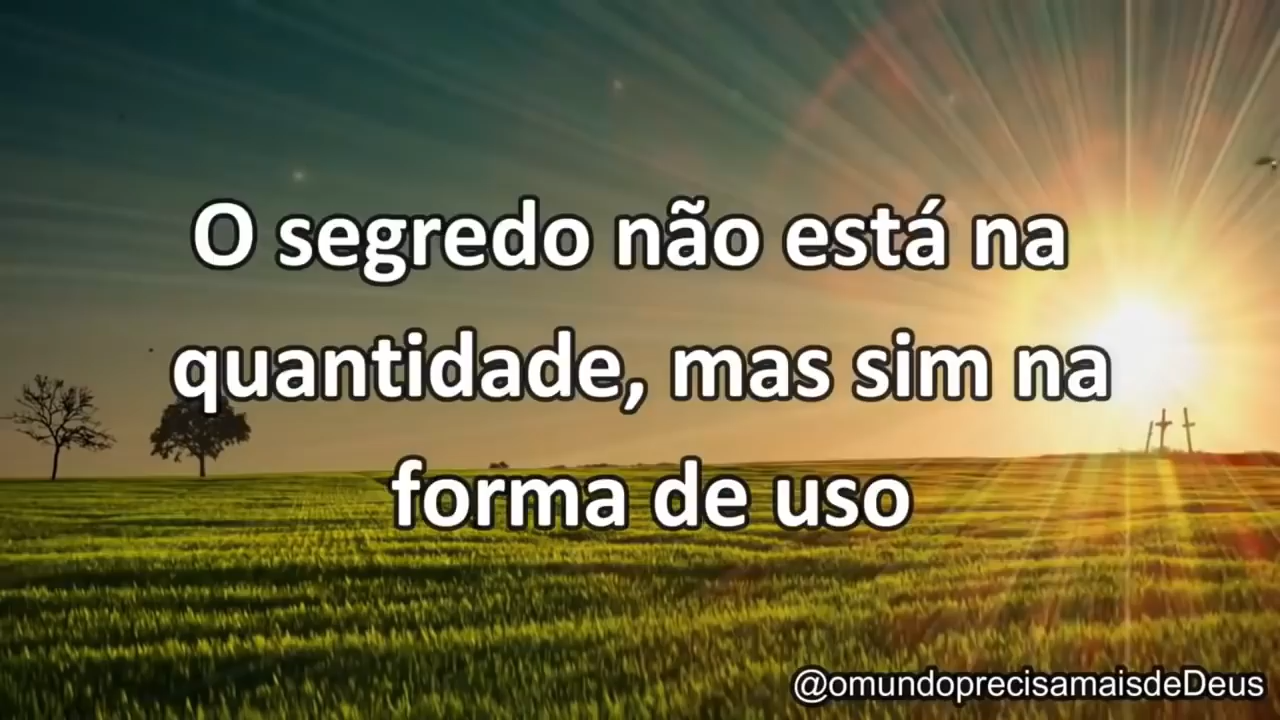 O segredo não está na
quantidade, mas sim na
forma de uso
@omundoprecisamaisdeDeus